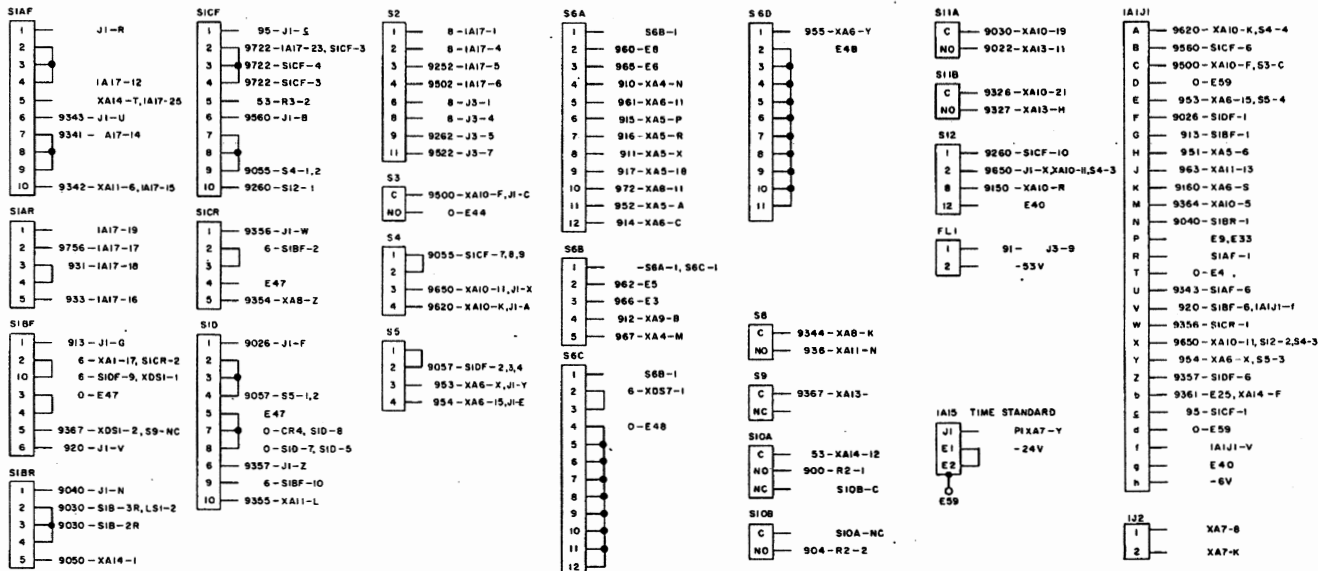 S1AF
1 J1-R
2
3
4 1A17-12
5 XA14-T, 1A17-25
6 9343-J1-U
7 9341- A17-14
8
9
10 9342-XA11-6, 1A17-15
S1AR
1 1A17-19
2 9756-1A17-17
3 931-1A17-18
4
5 933-1A17-16
S1BF
1 913-J1-G
2 6-XA1-17, S1CR-2
10 6-S1DF-9, XDS1-1
3 0-E47
4
5 9367-XDS1-2, S9-NC
6 920-J1-V
S1BR
1 9040-J1-N
2 9030-S1B-3R, LS1-2
3 9030-S1B-2R
4
5 9050-XA14-1
S1CF
1 95-J1-c
2 9722-1A17-23, S1CF-3
3 9722-S1CF-4
4 9722-S1CF-3
5 53-R3-2
6 9560-J1-B
7
8
9 9055-S4-1,2
10 9260-S12-1
S1CR
1 9356-J1-W
2 6-S1BF-2
3
4 E47
5 9354-XA8-Z
S1D
1 9026-J1-F
2
3
4 9057-S5-1,2
5 E47
7 0-CR4, S1D-8
8 0-S1D-7, S1D-5
6 9357-J1-Z
9 6-S1BF-10
10 9355-XA11-L
S2
1 8-1A17-1
2 8-1A17-4
3 9252-1A17-5
4 9502-1A17-6
6 8-J3-1
8 8-J3-4
9 9262-J3-5
11 9522-J3-7
S3
C 9500-XA10-F, J1-C
NO 0-E44
S4
1 9055-S1CF-7,8,9
2
3 9650-XA10-11, J1-X
4 9620-XA10-K, J1-A
S5
1
2 9057-S1DF-2,3,4
3 953-XA6-X, J1-Y
4 954-XA6-15, J1-E
S6A
1 S6B-1
2 960-E8
3 965-E6
4 910-XA4-N
5 961-XA6-11
6 915-XA5-P
7 916-XA5-R
8 911-XA5-X
9 917-XA5-18
10 972-XA8-11
11 952-XA5-A
12 914-XA6-C
S6B
1 -S6A-1, S6C-1
2 962-E5
3 966-E3
4 912-XA9-B
5 967-XA4-M
S6C
1 S6B-1
2 6-XDS7-1
3
4 0-E48
5
6
7
8
9
10
11
12
S6D
1 955-XA6-Y
2 E48
3
4
5
6
7
8
9
10
11
S8
C 9344-XA8-K
NO 936-XA11-N
S9
C 9367-XA13-
NC
S10A
C 53-XA14-12
NO 900-R2-1
NC S10B-C
S10B
C S10A-NC
NO 904-R2-2
S11A
C 9030-XA10-19
NO 9022-XA13-11
S11B
C 9326-XA10-21
NO 9327-XA13-H
S12
1 9260-S1CF-10
2 9650-J1-X, XA10-11, S4-3
8 9150-XA10-R
12 E40
FL1
1 91- J3-9
2 -53V
1A15 TIME STANDARD
J1 P1XA7-Y
E1 -24V
E2
E59
1A1J1
A 9620-XA10-K, S4-4
B 9560-S1CF-6
C 9500-XA10-F, S3-C
D 0-E59
E 953-XA6-15, S5-4
F 9026-S1DF-1
G 913-S1BF-1
H 951-XA5-6
J 963-XA11-13
K 9160-XA6-S
M 9364-XA10-5
N 9040-S1BR-1
P E9, E33
R S1AF-1
T 0-E4
U 9343-S1AF-6
V 920-S1BF-6, 1A1J1-f
W 9356-S1CR-1
X 9650-XA10-11, S12-2, S4-3
Y 954-XA6-X, S5-3
Z 9357-S1DF-6
b 9361-E25, XA14-F
c 95-S1CF-1
d 0-E59
f 1A1J1-V
g E40
h -6V
1J2
1 XA7-8
2 XA7-K